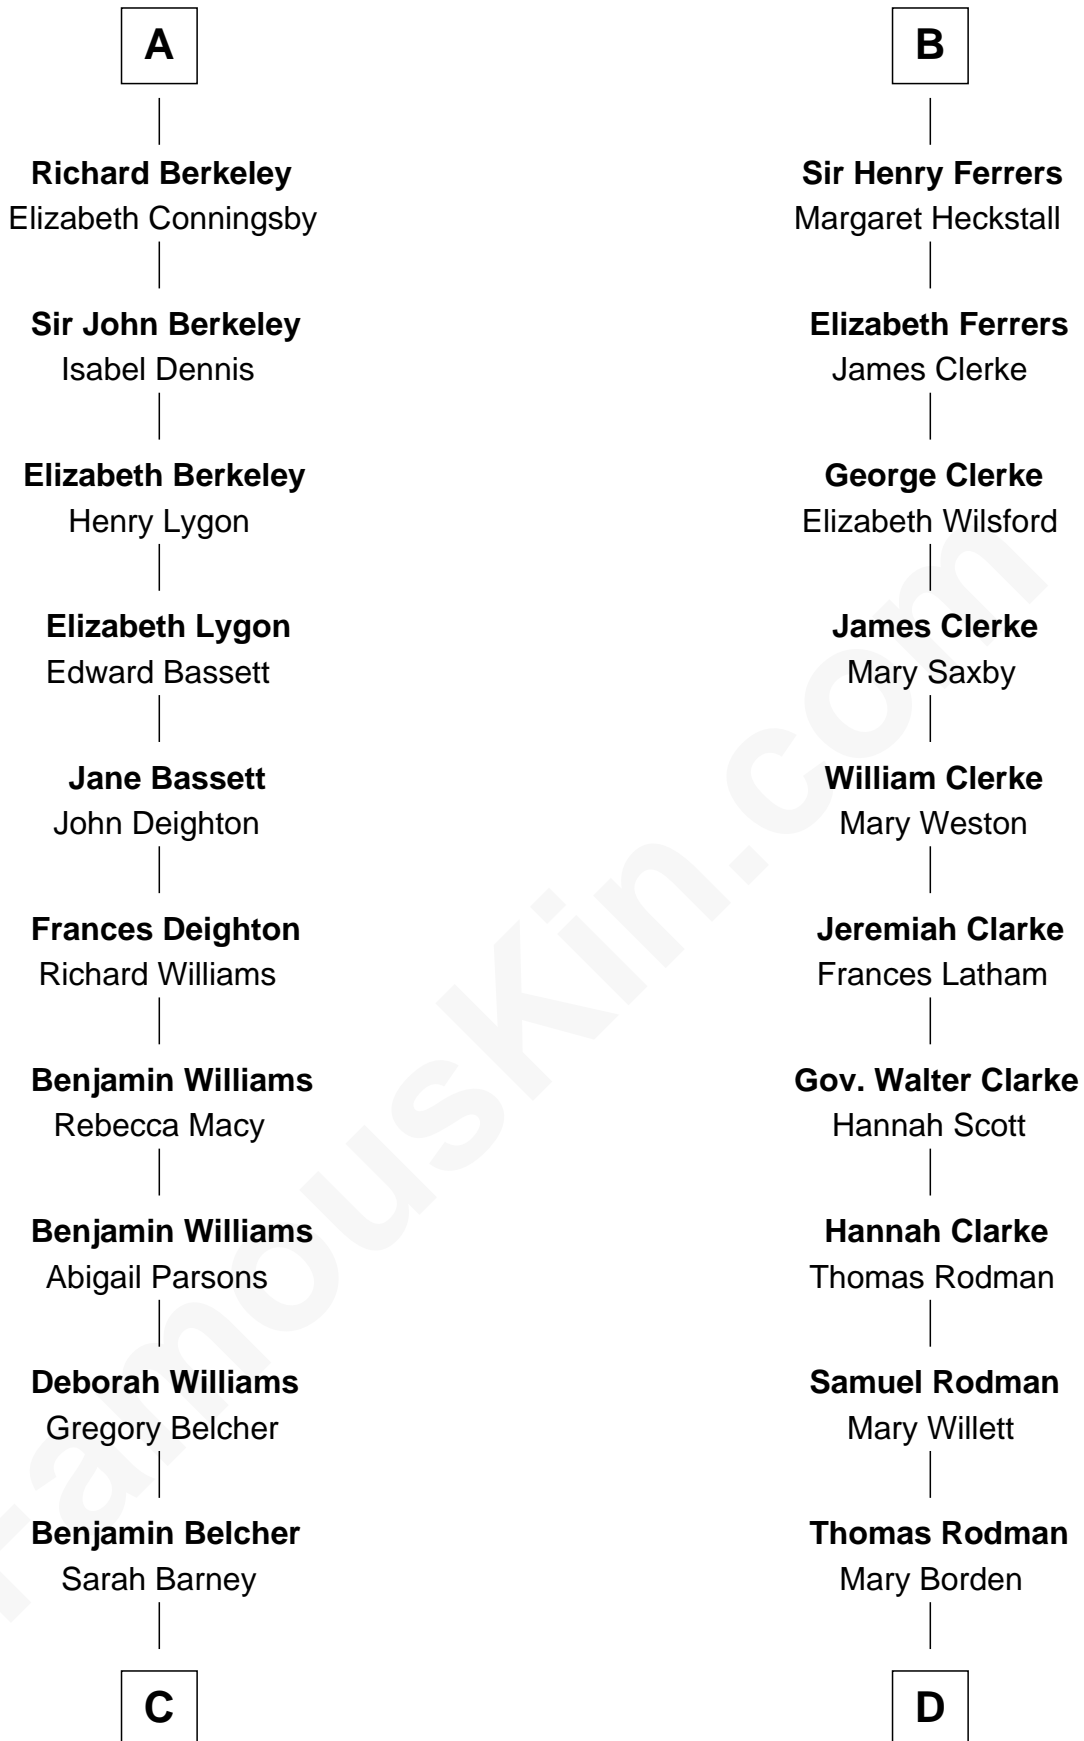 A
Richard Berkeley
Elizabeth Conningsby
Sir John Berkeley
Isabel Dennis
Elizabeth Berkeley
Henry Lygon
Elizabeth Lygon
Edward Bassett
Jane Bassett
John Deighton
Frances Deighton
Richard Williams
Benjamin Williams
Rebecca Macy
Benjamin Williams
Abigail Parsons
Deborah Williams
Gregory Belcher
Benjamin Belcher
Sarah Barney
C
B
Sir Henry Ferrers
Margaret Heckstall
Elizabeth Ferrers
James Clerke
George Clerke
Elizabeth Wilsford
James Clerke
Mary Saxby
William Clerke
Mary Weston
Jeremiah Clarke
Frances Latham
Gov. Walter Clarke
Hannah Scott
Hannah Clarke
Thomas Rodman
Samuel Rodman
Mary Willett
Thomas Rodman
Mary Borden
D
FamousKin.com